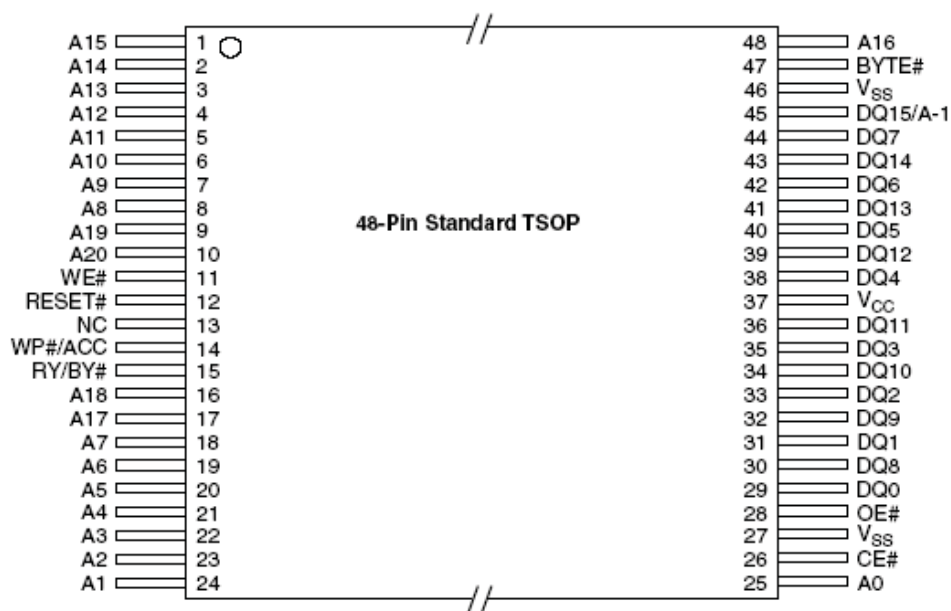 A15 1 48 A16
A14 2 47 BYTE#
A13 3 46 VSS
A12 4 45 DQ15/A-1
A11 5 44 DQ7
A10 6 43 DQ14
A9 7 42 DQ6
A8 8 41 DQ13
A19 9 40 DQ5
A20 10 39 DQ12
WE# 11 38 DQ4
RESET# 12 37 VCC
NC 13 36 DQ11
WP#/ACC 14 35 DQ3
RY/BY# 15 34 DQ10
A18 16 33 DQ2
A17 17 32 DQ9
A7 18 31 DQ1
A6 19 30 DQ8
A5 20 29 DQ0
A4 21 28 OE#
A3 22 27 VSS
A2 23 26 CE#
A1 24 25 A0
48-Pin Standard TSOP